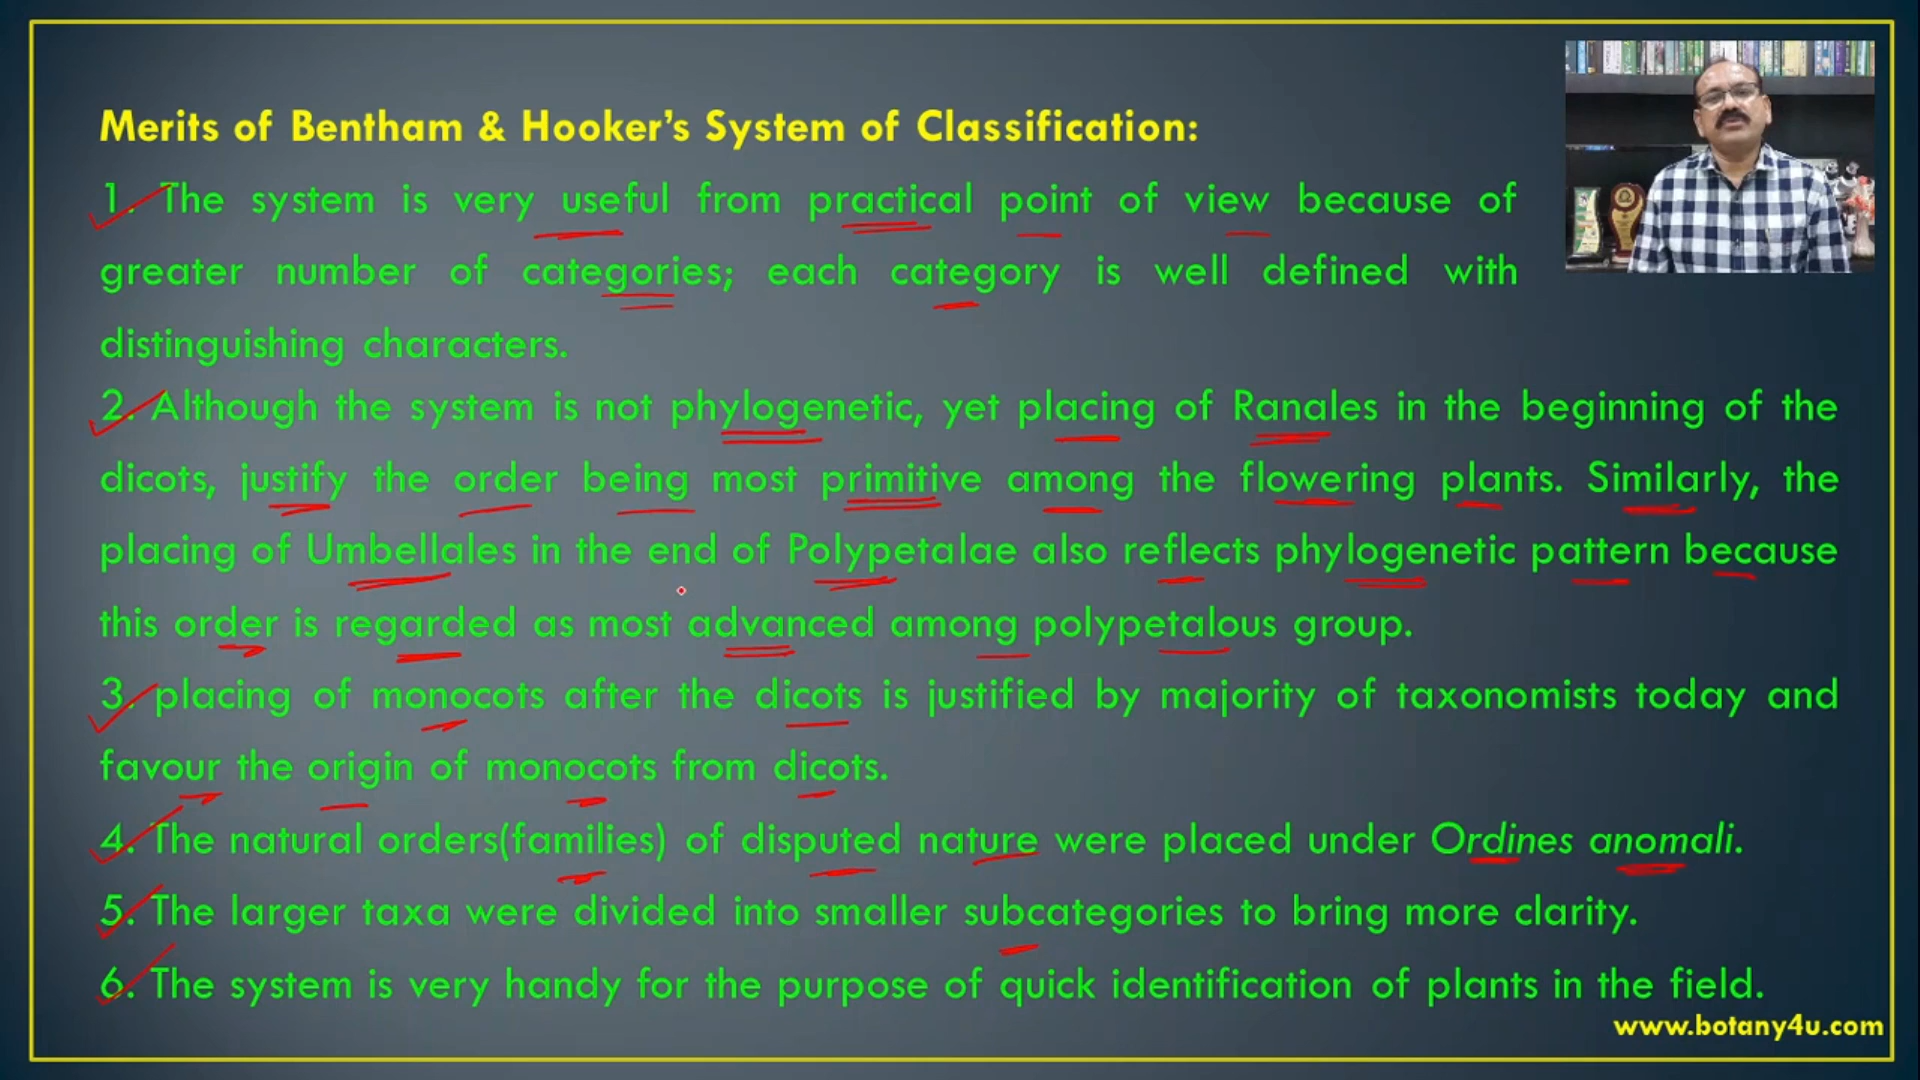 Merits of Bentham & Hooker's System of Classification:
1. The system is very useful from practical point of view because of
greater number of categories; each category is well defined with
distinguishing characters.
2. Although the system is not phylogenetic, yet placing of Ranales in the beginning of the
dicots, justify the order being most primitive among the flowering plants. Similarly, the
placing of Umbellales in the end of Polypetalae also reflects phylogenetic pattern because
this order is regarded as most advanced among polypetalous group.
3. placing of monocots after the dicots is justified by majority of taxonomists today and
favour the origin of monocots from dicots.
4. The natural orders(families) of disputed nature were placed under Ordines anomali.
5. The larger taxa were divided into smaller subcategories to bring more clarity.
6. The system is very handy for the purpose of quick identification of plants in the field.
www.botany4u.com